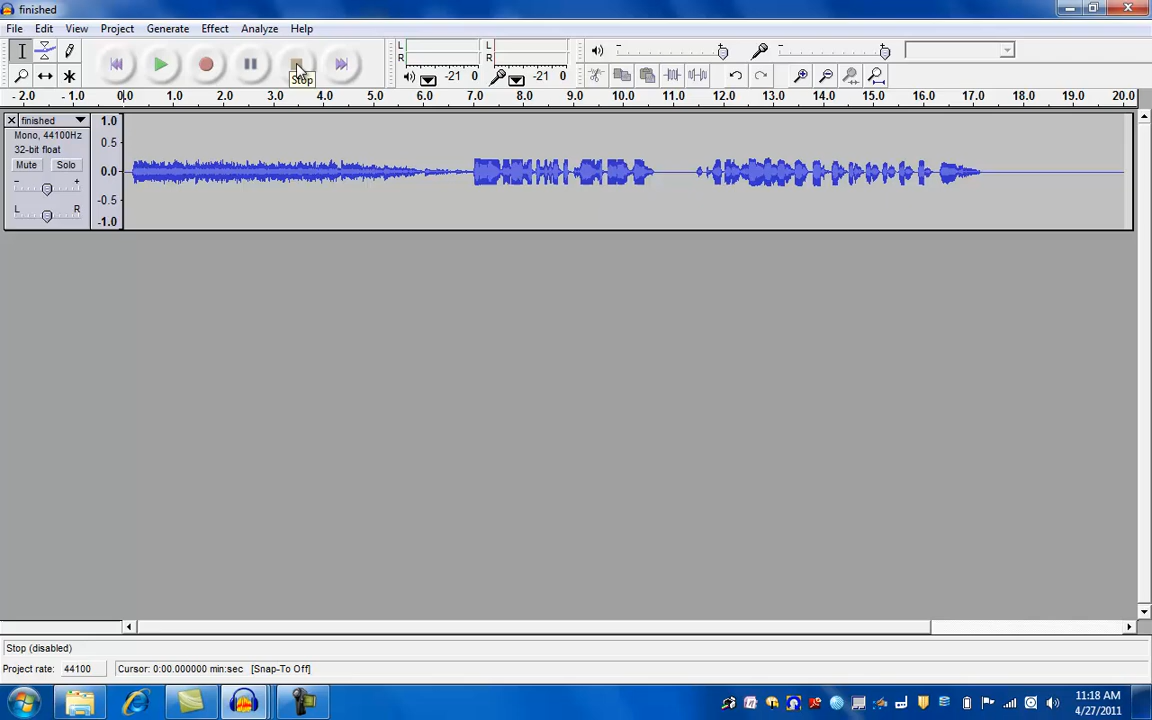 finished
File Edit View Project Generate Effect Analyze Help
L
R
-21 0
L
R
-21 0
Stop
- +
- +
- 2.0 - 1.0 0.0 1.0 2.0 3.0 4.0 5.0 6.0 7.0 8.0 9.0 10.0 11.0 12.0 13.0 14.0 15.0 16.0 17.0 18.0 19.0 20.0
finished
Mono, 44100Hz
32-bit float
Mute Solo
- +
L R
1.0
0.5
0.0
-0.5
-1.0
Stop (disabled)
Project rate: 44100 Cursor: 0:00.000000 min:sec [Snap-To Off]
11:18 AM
4/27/2011